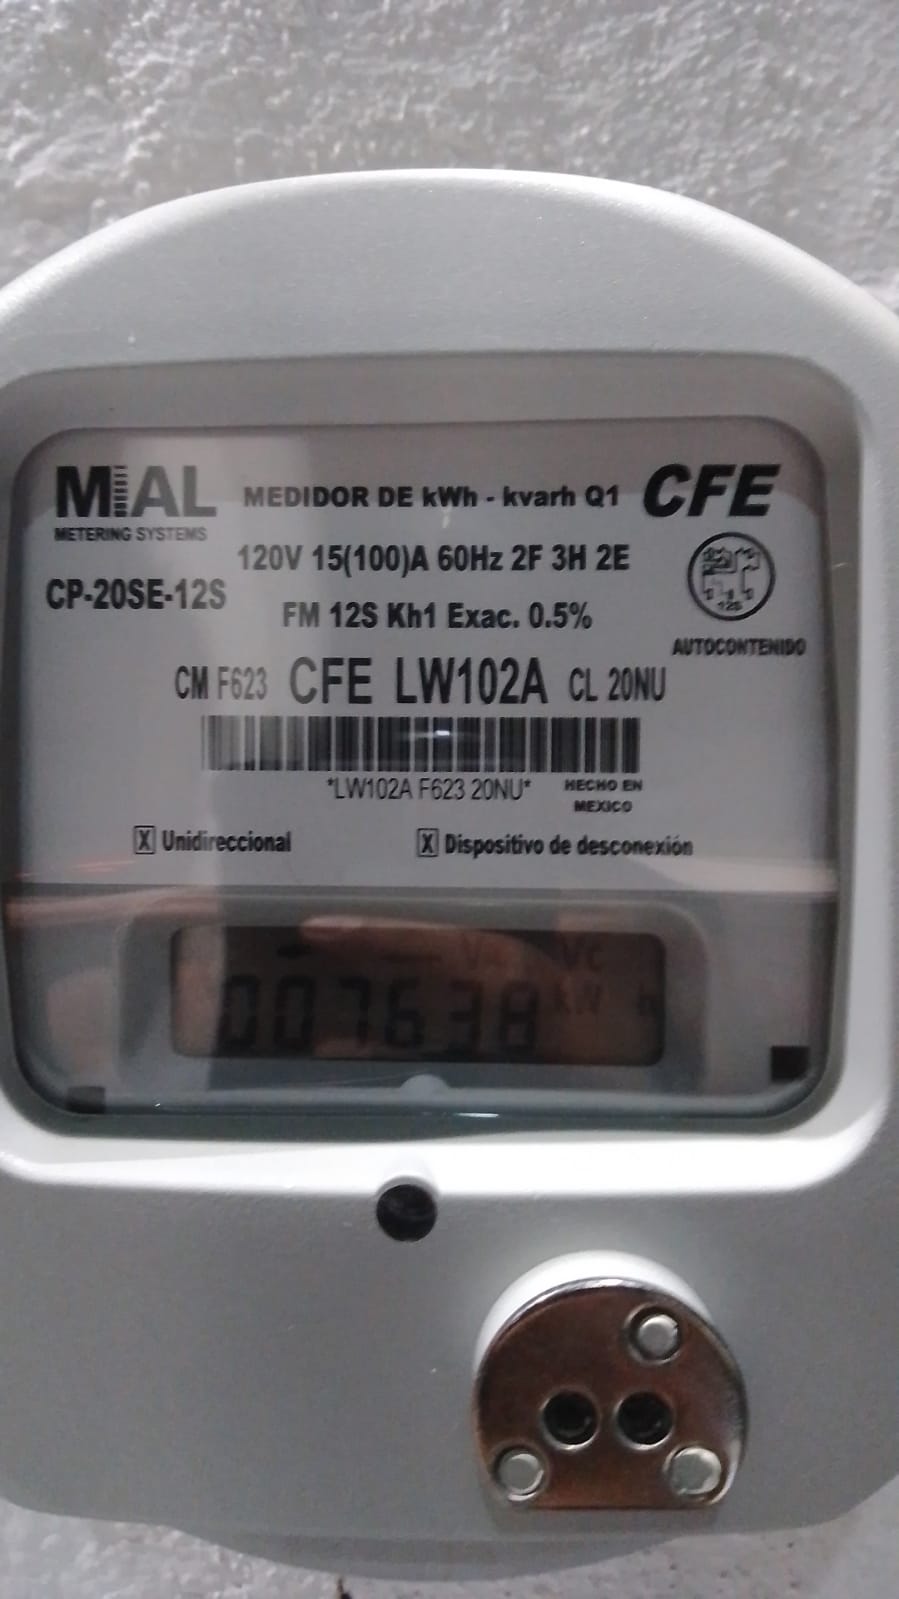 MIAL
METERING SYSTEMS
MEDIDOR DE kWh - kvarh Q1
CFE
120V 15(100)A 60Hz 2F 3H 2E
CP-20SE-12S
FM 12S Kh1 Exac. 0.5%
12S
AUTOCONTENIDO
CM F623 CFE LW102A CL 20NU
*LW102A F623 20NU*
HECHO EN
MEXICO
X Unidireccional
X Dispositivo de desconexión
007638 kW h